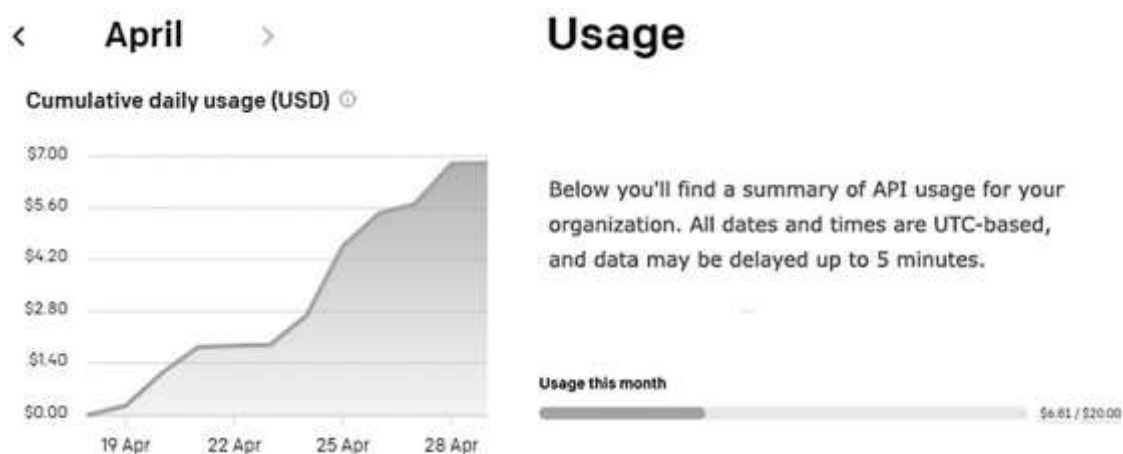 April
Usage
Cumulative daily usage (USD)
$7.00
$5.60
$4.20
$2.80
$1.40
$0.00
19 Apr
22 Apr
25 Apr
28 Apr
Below you'll find a summary of API usage for your
organization. All dates and times are UTC-based,
and data may be delayed up to 5 minutes.
Usage this month
$6.81 / $20.00